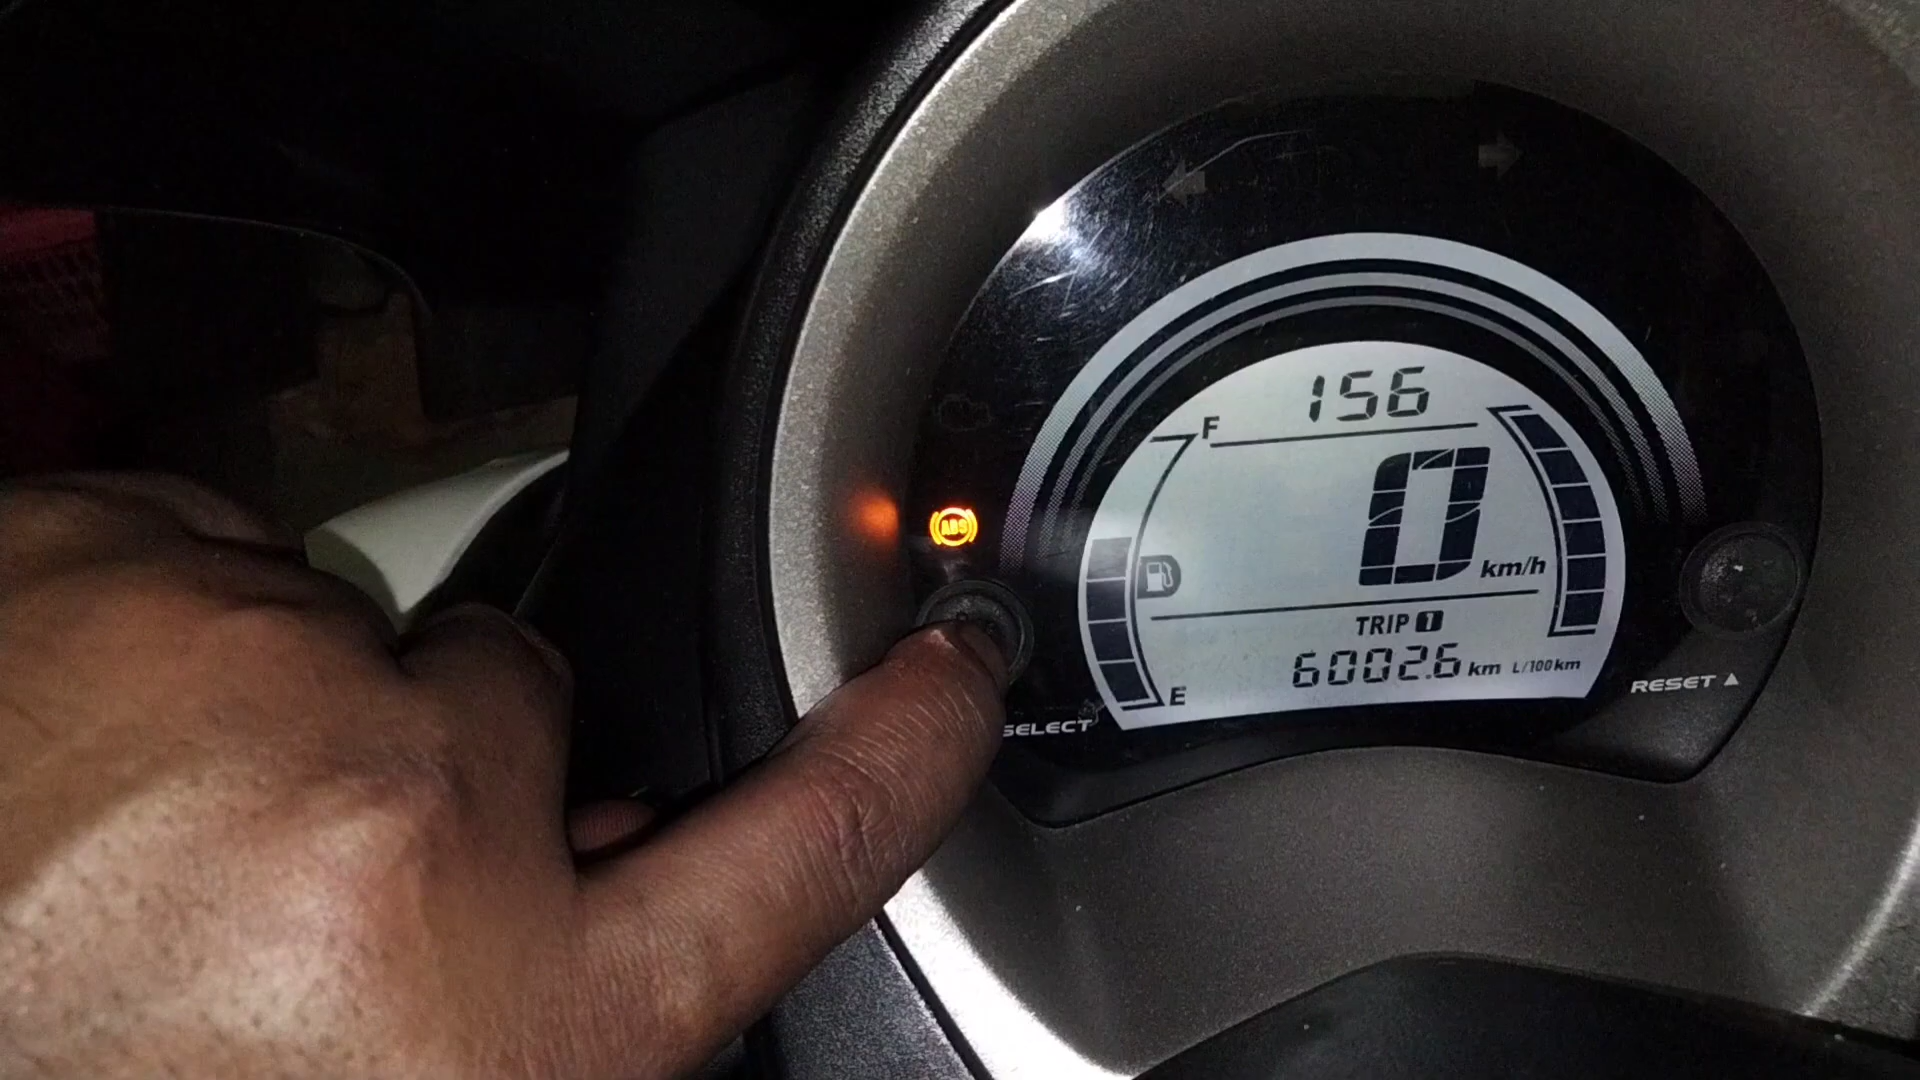 156
F
0 km/h
ABS
TRIP 1
6002.6 km L/100km
E
SELECT
RESET ▲